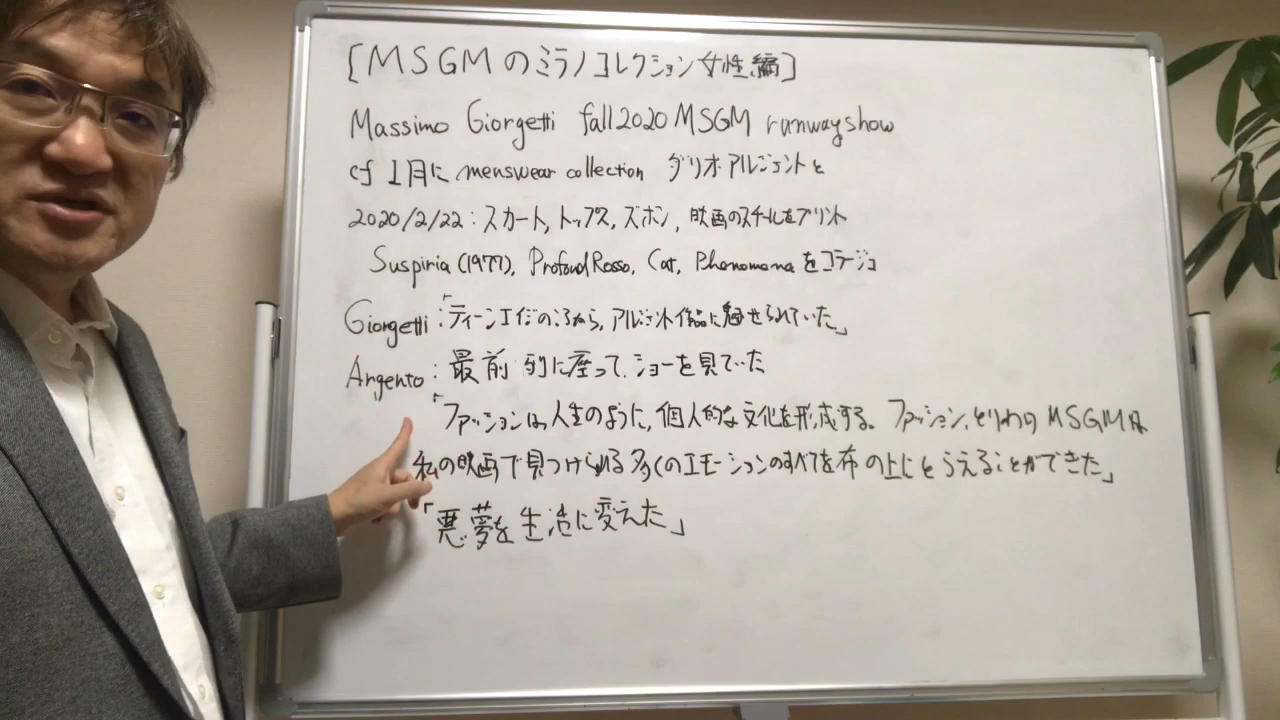 [MSGMのミラノコレクション女性編]
Massimo Giorgetti fall 2020 MSGM runway show
cf 1月に menswear collection ダリオ アルジェントと
2020/2/22:スカート,トップス,ズボン,映画のスチールをプリント
Suspiria (1977), Profond Rosso, Cat, Phenomana をコラージュ
Giorgetti:「ティーンエイジのころから,アルジェント作品に魅せられていた」
Argento:最前列に座って,ショーを見ていた
「ファッションは,人生のように,個人的な文化を形成する。ファッション,とりわけ MSGMは
私の映画で見つけられる多くのエモーションのすべてを布の上にとらえることができた」
「悪夢を生活に変えた」